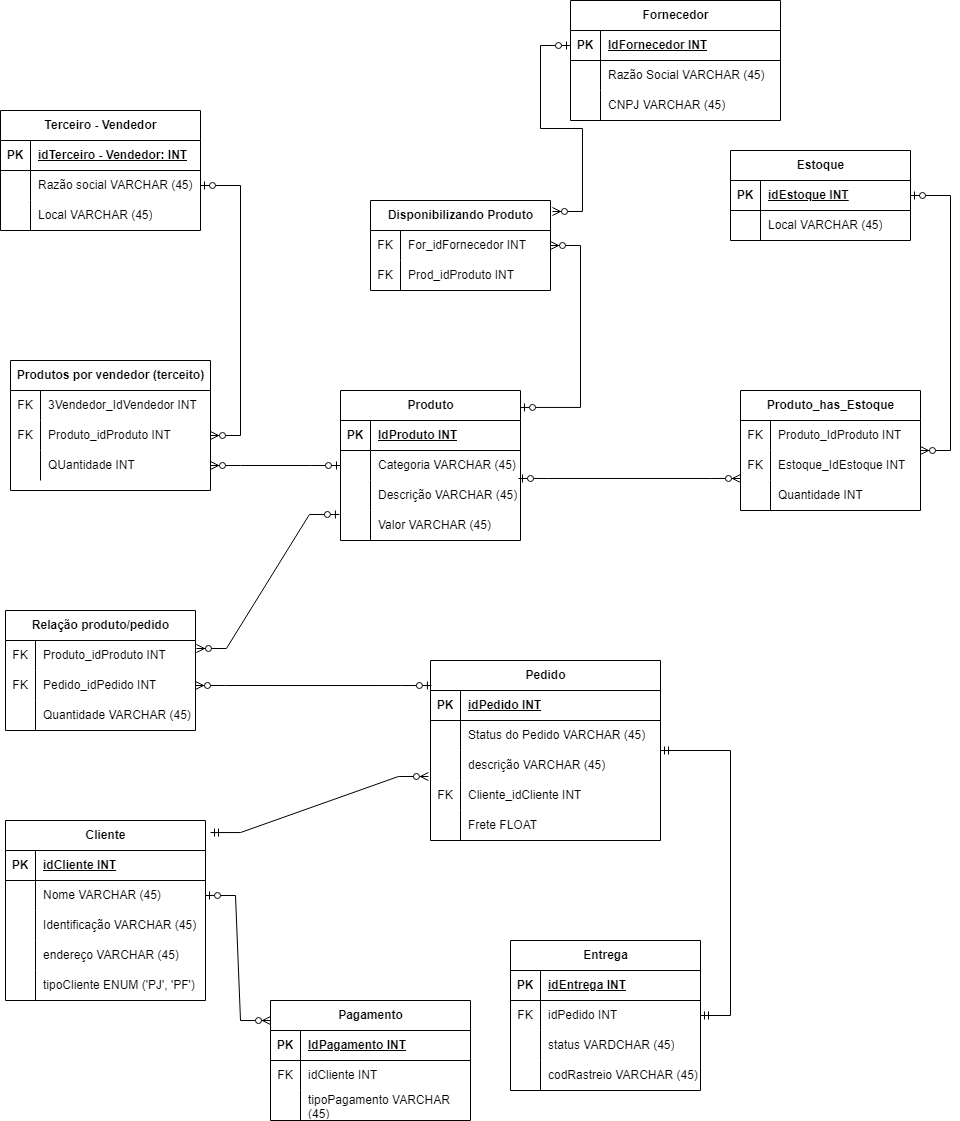 Fornecedor
PK IdFornecedor INT
Razão Social VARCHAR (45)
CNPJ VARCHAR (45)
Terceiro - Vendedor
PK idTerceiro - Vendedor: INT
Razão social VARCHAR (45)
Local VARCHAR (45)
Estoque
PK idEstoque INT
Local VARCHAR (45)
Disponibilizando Produto
FK For_idFornecedor INT
FK Prod_idProduto INT
Produtos por vendedor (terceito)
FK 3Vendedor_IdVendedor INT
FK Produto_idProduto INT
QUantidade INT
Produto
PK IdProduto INT
Categoria VARCHAR (45)
Descrição VARCHAR (45)
Valor VARCHAR (45)
Produto_has_Estoque
FK Produto_IdProduto INT
FK Estoque_IdEstoque INT
Quantidade INT
Relação produto/pedido
FK Produto_idProduto INT
FK Pedido_idPedido INT
Quantidade VARCHAR (45)
Pedido
PK idPedido INT
Status do Pedido VARCHAR (45)
descrição VARCHAR (45)
FK Cliente_idCliente INT
Frete FLOAT
Cliente
PK idCliente INT
Nome VARCHAR (45)
Identificação VARCHAR (45)
endereço VARCHAR (45)
tipoCliente ENUM ('PJ', 'PF')
Entrega
PK idEntrega INT
FK idPedido INT
status VARDCHAR (45)
codRastreio VARCHAR (45)
Pagamento
PK IdPagamento INT
FK idCliente INT
tipoPagamento VARCHAR
(45)